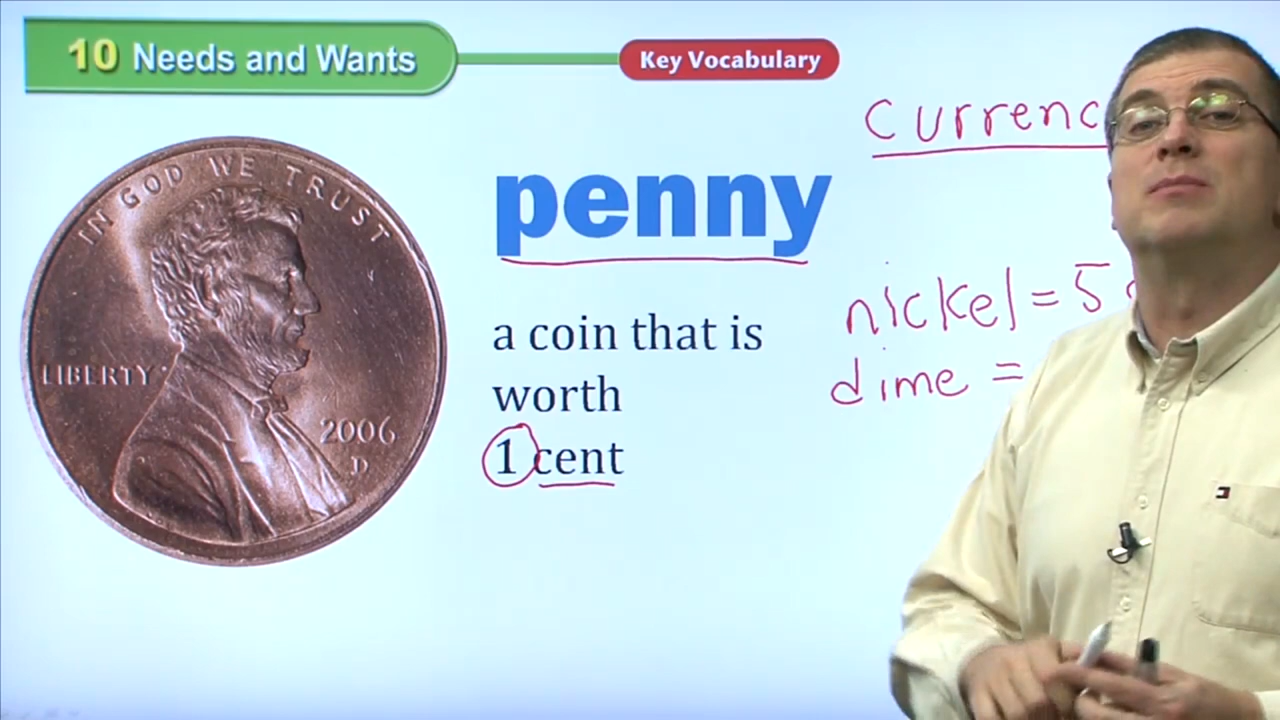 10 Needs and Wants
Key Vocabulary
IN GOD WE TRUST
LIBERTY
2006
D
penny
a coin that is
worth
1 cent
currenc
nickel = 5
dime =